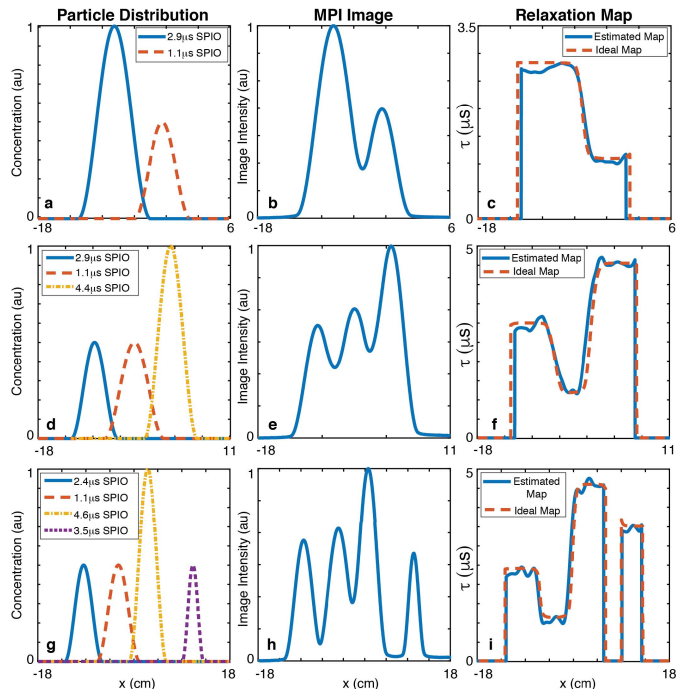 Particle Distribution
MPI Image
Relaxation Map
Concentration (au)
1
0
2.9μs SPIO
1.1μs SPIO
a
-18
6
Image Intensity (au)
1
0
b
-18
6
τ (μs)
3.5
0
Estimated Map
Ideal Map
c
-18
6
Concentration (au)
1
0
2.9μs SPIO
1.1μs SPIO
4.4μs SPIO
d
-18
11
Image Intensity (au)
1
0
e
-18
11
τ (μs)
5
0
Estimated Map
Ideal Map
f
-18
11
Concentration (au)
1
0
2.4μs SPIO
1.1μs SPIO
4.6μs SPIO
3.5μs SPIO
g
-18
18
x (cm)
Image Intensity (au)
1
0
h
-18
18
x (cm)
τ (μs)
5
0
Estimated
Map
Ideal Map
i
-18
18
x (cm)